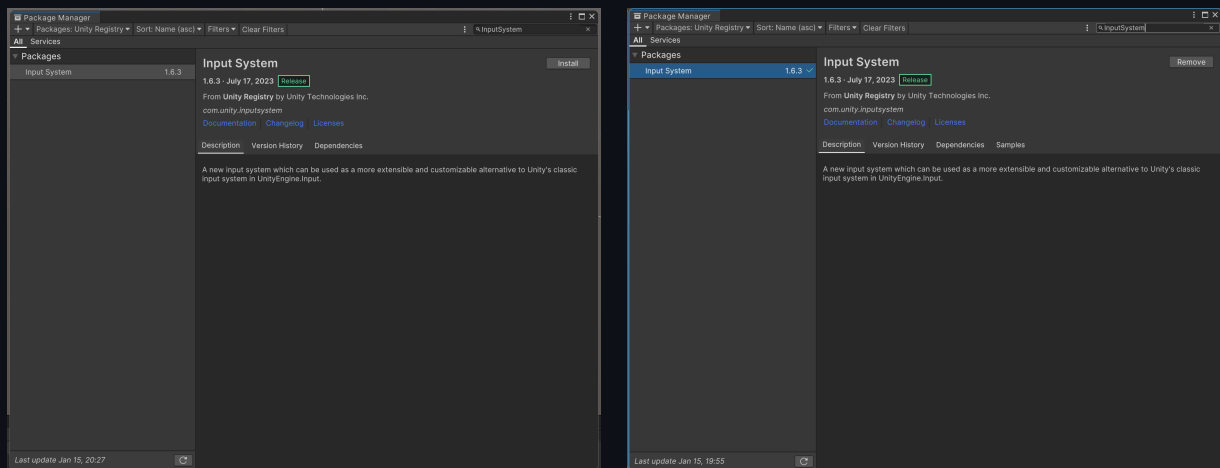 Package Manager
Packages: Unity Registry Sort: Name (asc) Filters Clear Filters InputSystem
All Services
Packages
Input System 1.6.3
Input System Install
1.6.3 · July 17, 2023 Release
From Unity Registry by Unity Technologies Inc.
com.unity.inputsystem
Documentation Changelog Licenses
Description Version History Dependencies
A new input system which can be used as a more extensible and customizable alternative to Unity's classic
input system in UnityEngine.Input.
Last update Jan 15, 20:27
Package Manager
Packages: Unity Registry Sort: Name (asc) Filters Clear Filters InputSystem
All Services
Packages
Input System 1.6.3
Input System Remove
1.6.3 · July 17, 2023 Release
From Unity Registry by Unity Technologies Inc.
com.unity.inputsystem
Documentation Changelog Licenses
Description Version History Dependencies Samples
A new input system which can be used as a more extensible and customizable alternative to Unity's classic
input system in UnityEngine.Input.
Last update Jan 15, 19:55